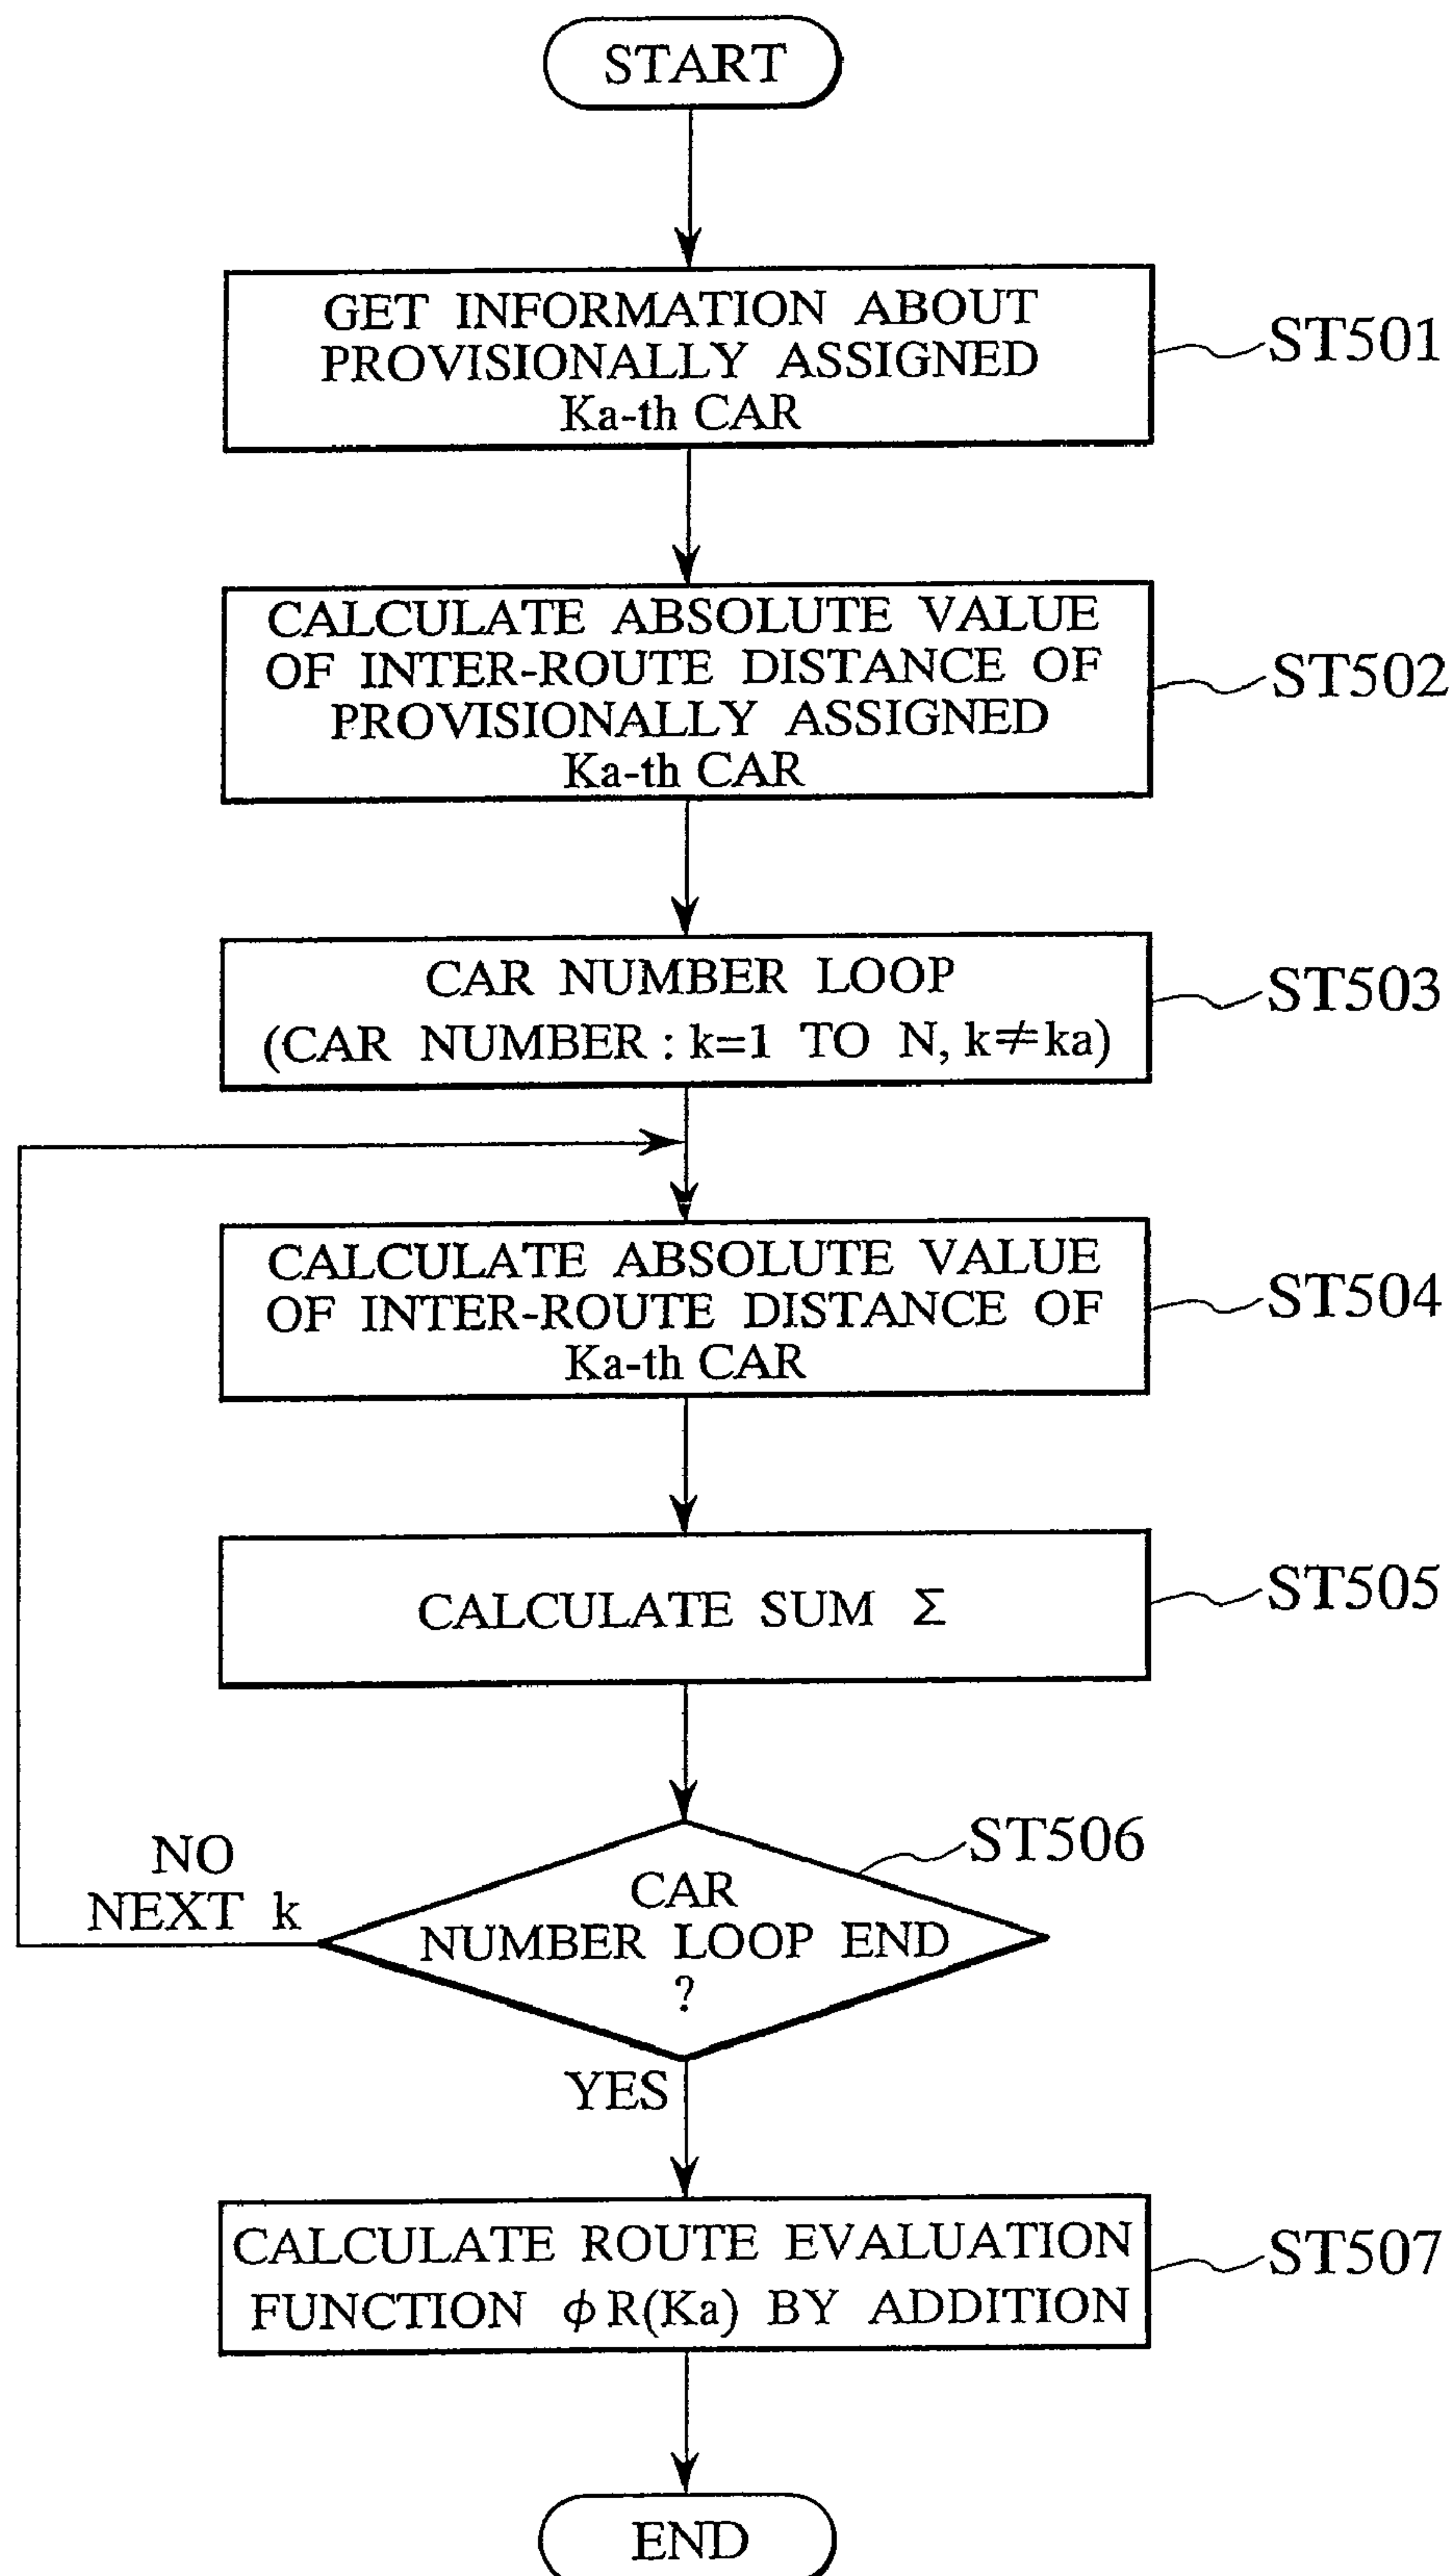 START
GET INFORMATION ABOUT
PROVISIONALLY ASSIGNED
Ka-th CAR
ST501
CALCULATE ABSOLUTE VALUE
OF INTER-ROUTE DISTANCE OF
PROVISIONALLY ASSIGNED
Ka-th CAR
ST502
CAR NUMBER LOOP
(CAR NUMBER : k=1 TO N, k≠ka)
ST503
CALCULATE ABSOLUTE VALUE
OF INTER-ROUTE DISTANCE OF
Ka-th CAR
ST504
CALCULATE SUM Σ
ST505
ST506
CAR
NUMBER LOOP END
?
NO
NEXT k
YES
CALCULATE ROUTE EVALUATION
FUNCTION φR(Ka) BY ADDITION
ST507
END